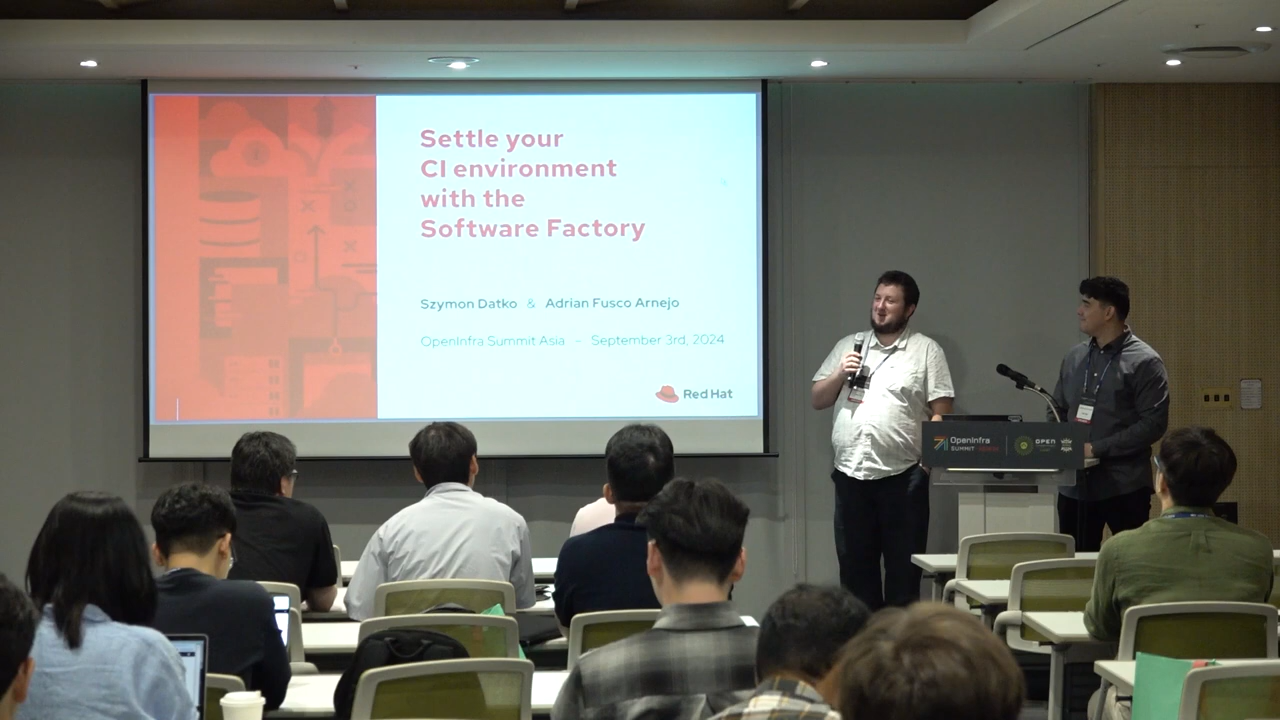 Settle your
CI environment
with the
Software Factory
Szymon Datko & Adrian Fusco Arnejo
OpenInfra Summit Asia - September 3rd, 2024
Red Hat
OpenInfra
SUMMIT ASIA
OPEN